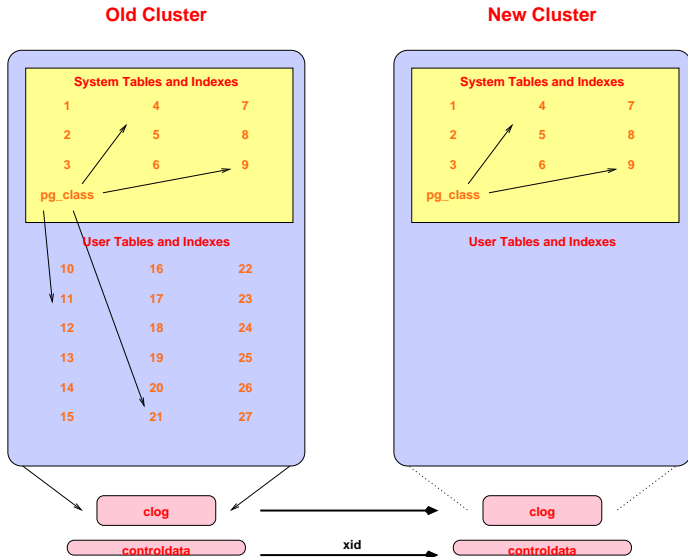 Old Cluster
New Cluster
System Tables and Indexes
1 4 7
2 5 8
3 6 9
pg_class
User Tables and Indexes
10 16 22
11 17 23
12 18 24
13 19 25
14 20 26
15 21 27
System Tables and Indexes
1 4 7
2 5 8
3 6 9
pg_class
User Tables and Indexes
clog
clog
controldata
xid
controldata